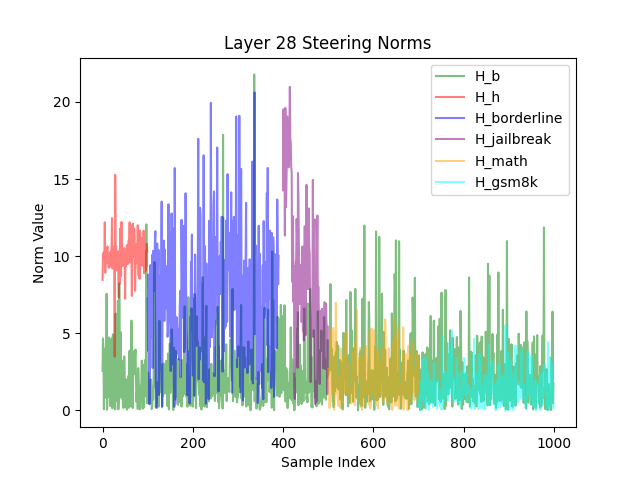 Layer 28 Steering Norms
H_b
H_h
H_borderline
H_jailbreak
H_math
H_gsm8k
20
15
10
5
0
Norm Value
0 200 400 600 800 1000
Sample Index